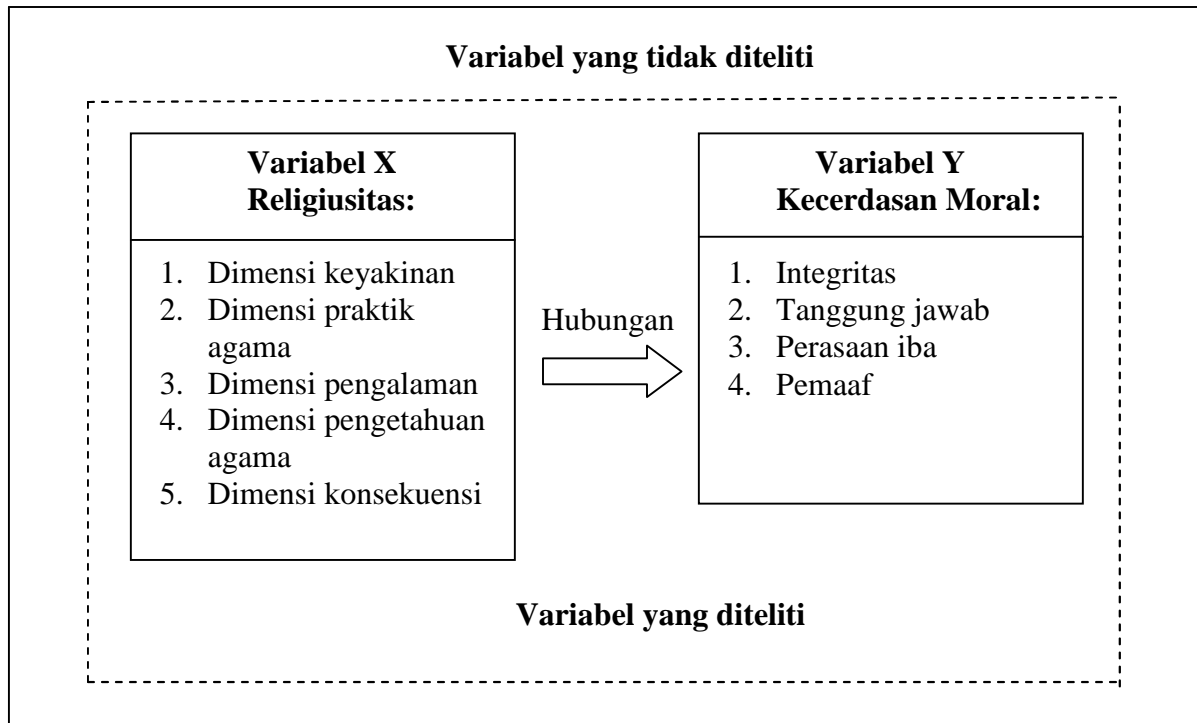 Variabel yang tidak diteliti
Variabel X
Religiusitas:
1. Dimensi keyakinan
2. Dimensi praktik
agama
3. Dimensi pengalaman
4. Dimensi pengetahuan
agama
5. Dimensi konsekuensi
Hubungan
Variabel Y
Kecerdasan Moral:
1. Integritas
2. Tanggung jawab
3. Perasaan iba
4. Pemaaf
Variabel yang diteliti